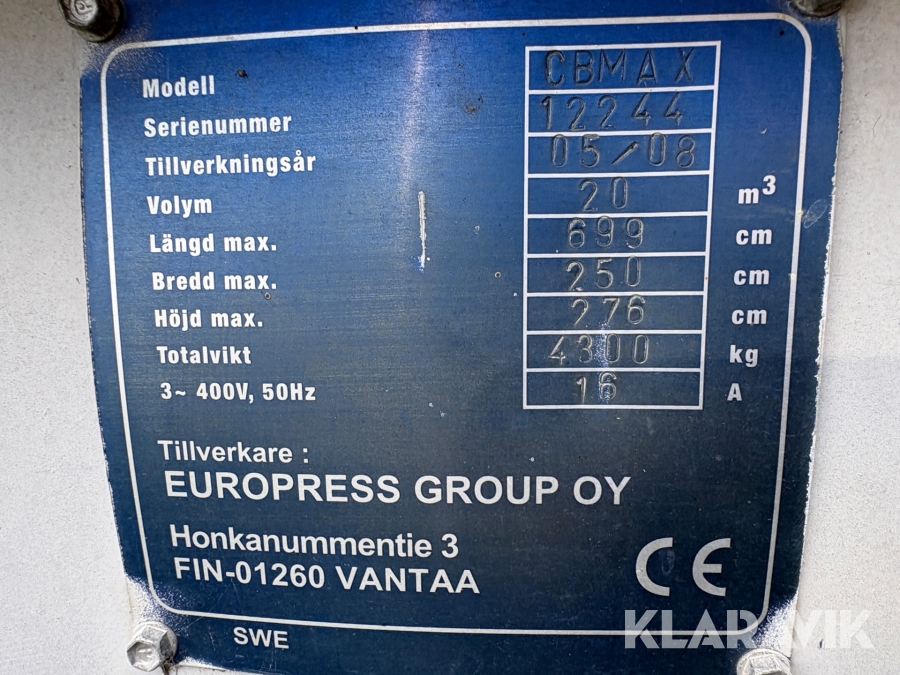 Modell CBMAX
Serienummer 12244
Tillverkningsår 05/08
Volym 20 m³
Längd max. 699 cm
Bredd max. 250 cm
Höjd max. 276 cm
Totalvikt 4300 kg
3~ 400V, 50Hz 16 A
Tillverkare :
EUROPRESS GROUP OY
Honkanummentie 3
FIN-01260 VANTAA
CE
SWE
KLARAVIK